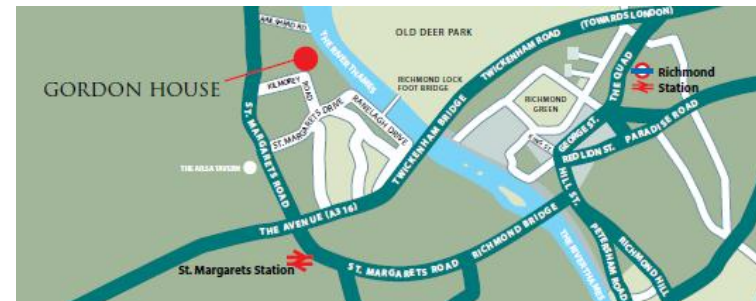 (TOWARDS LONDON)
OLD DEER PARK
THE RIVER THAMES
TWICKENHAM ROAD
THE QUAD
Richmond
Station
GORDON HOUSE
KILMOREY
ROAD
RICHMOND LOCK
FOOT BRIDGE
RANELAGH DRIVE
ST. MARGARETS DRIVE
RICHMOND
GREEN
PARADISE ROAD
GEORGE ST.
KING ST.
RED LION ST.
ST. MARGARETS ROAD
TWICKENHAM BRIDGE
THE AILSA TAVERN
HILL ST.
THE AVENUE (A316)
RICHMOND BRIDGE
THE RIVER THAMES
PETERSHAM ROAD
RICHMOND HILL
St. Margarets Station
ST. MARGARETS ROAD